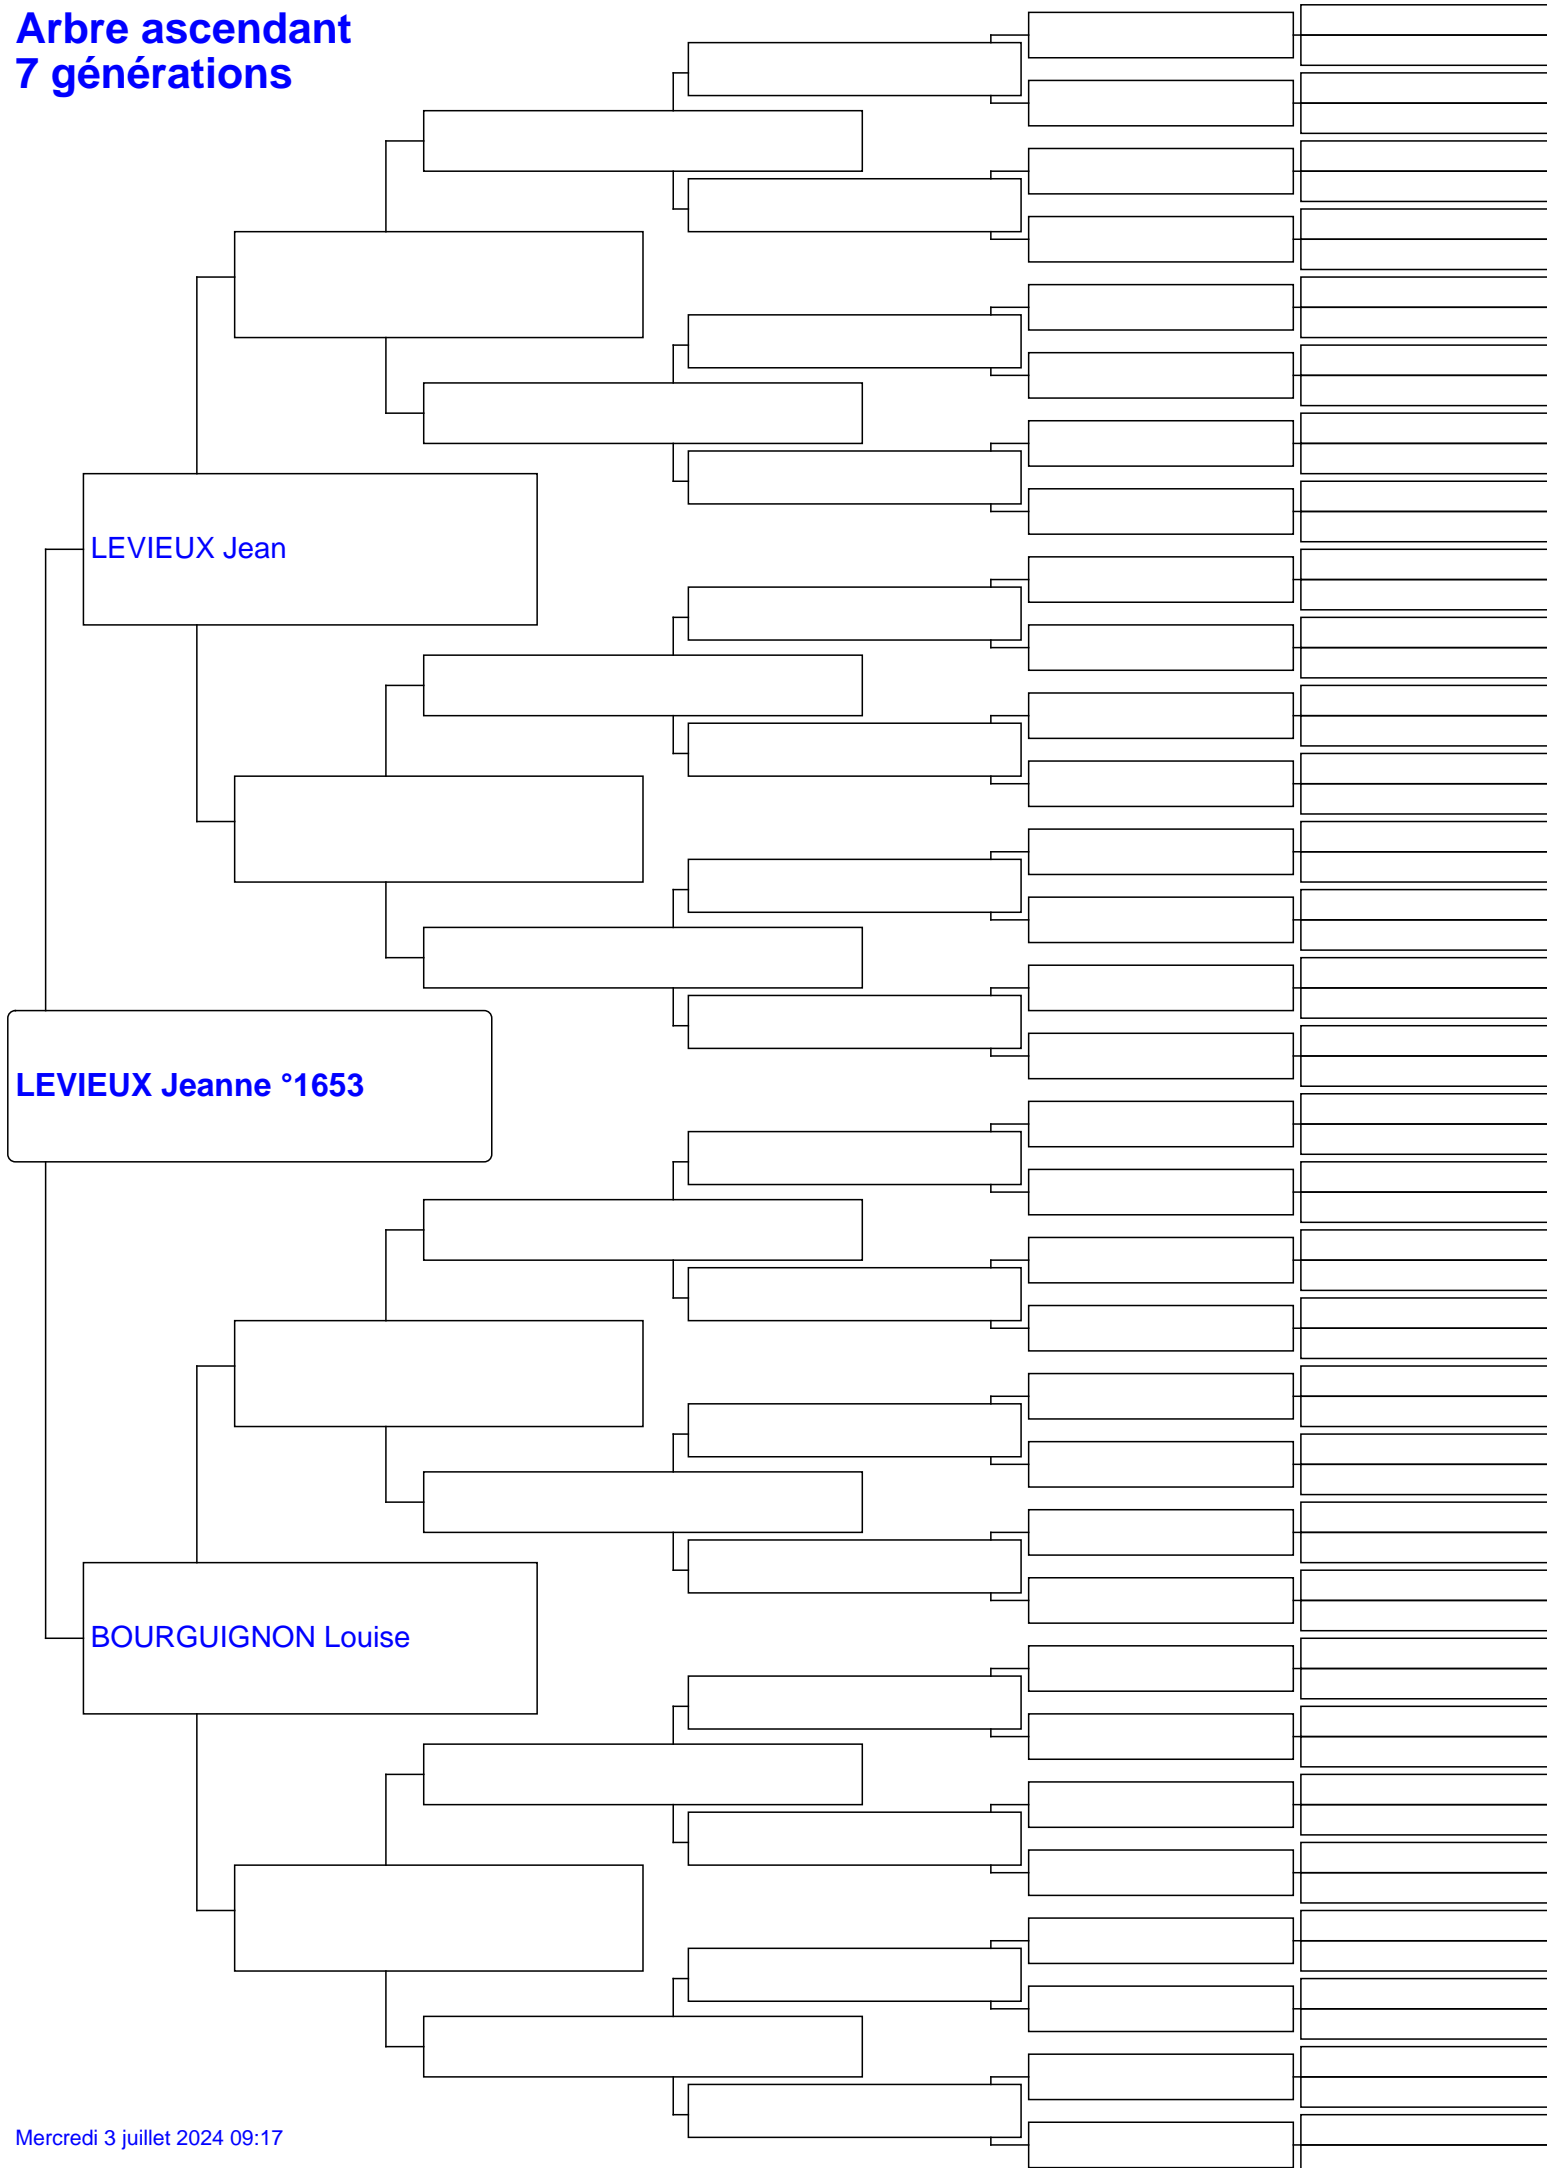 Arbre ascendant
7 générations
LEVIEUX Jean
LEVIEUX Jeanne °1653
BOURGUIGNON Louise
Mercredi 3 juillet 2024 09:17